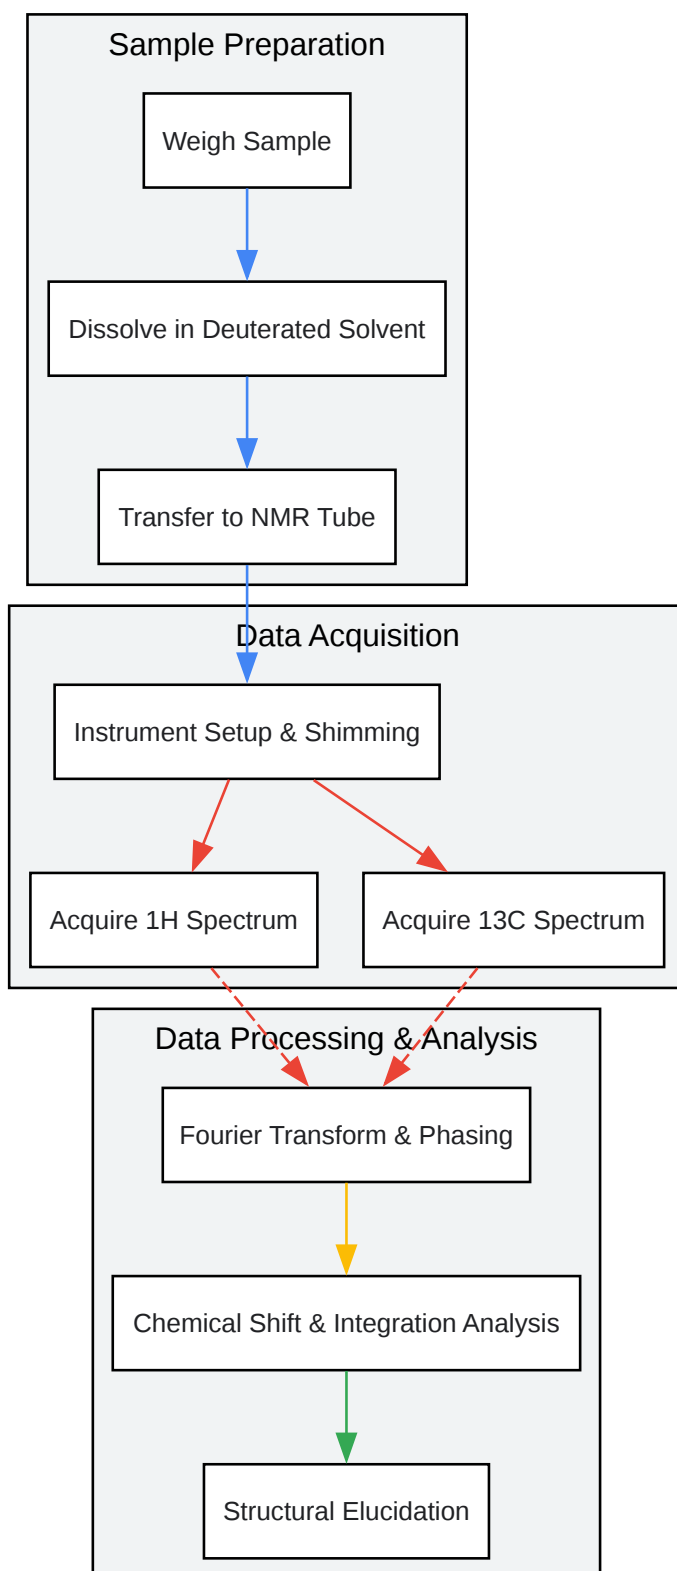 Sample Preparation
Weigh Sample
Dissolve in Deuterated Solvent
Transfer to NMR Tube
Data Acquisition
Instrument Setup & Shimming
Acquire 1H Spectrum
Acquire 13C Spectrum
Data Processing & Analysis
Fourier Transform & Phasing
Chemical Shift & Integration Analysis
Structural Elucidation